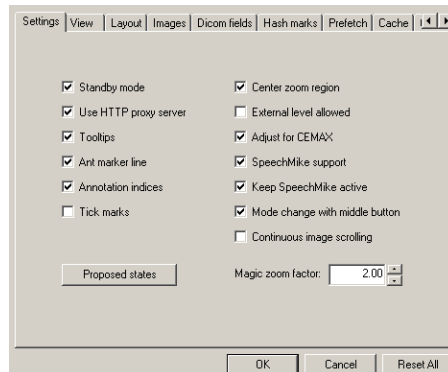 Settings View Layout Images Dicom fields Hash marks Prefetch Cache
Standby mode
Use HTTP proxy server
Tooltips
Ant marker line
Annotation indices
Tick marks
Proposed states
Center zoom region
External level allowed
Adjust for CEMAX
SpeechMike support
Keep SpeechMike active
Mode change with middle button
Continuous image scrolling
Magic zoom factor: 2.00
OK Cancel Reset All